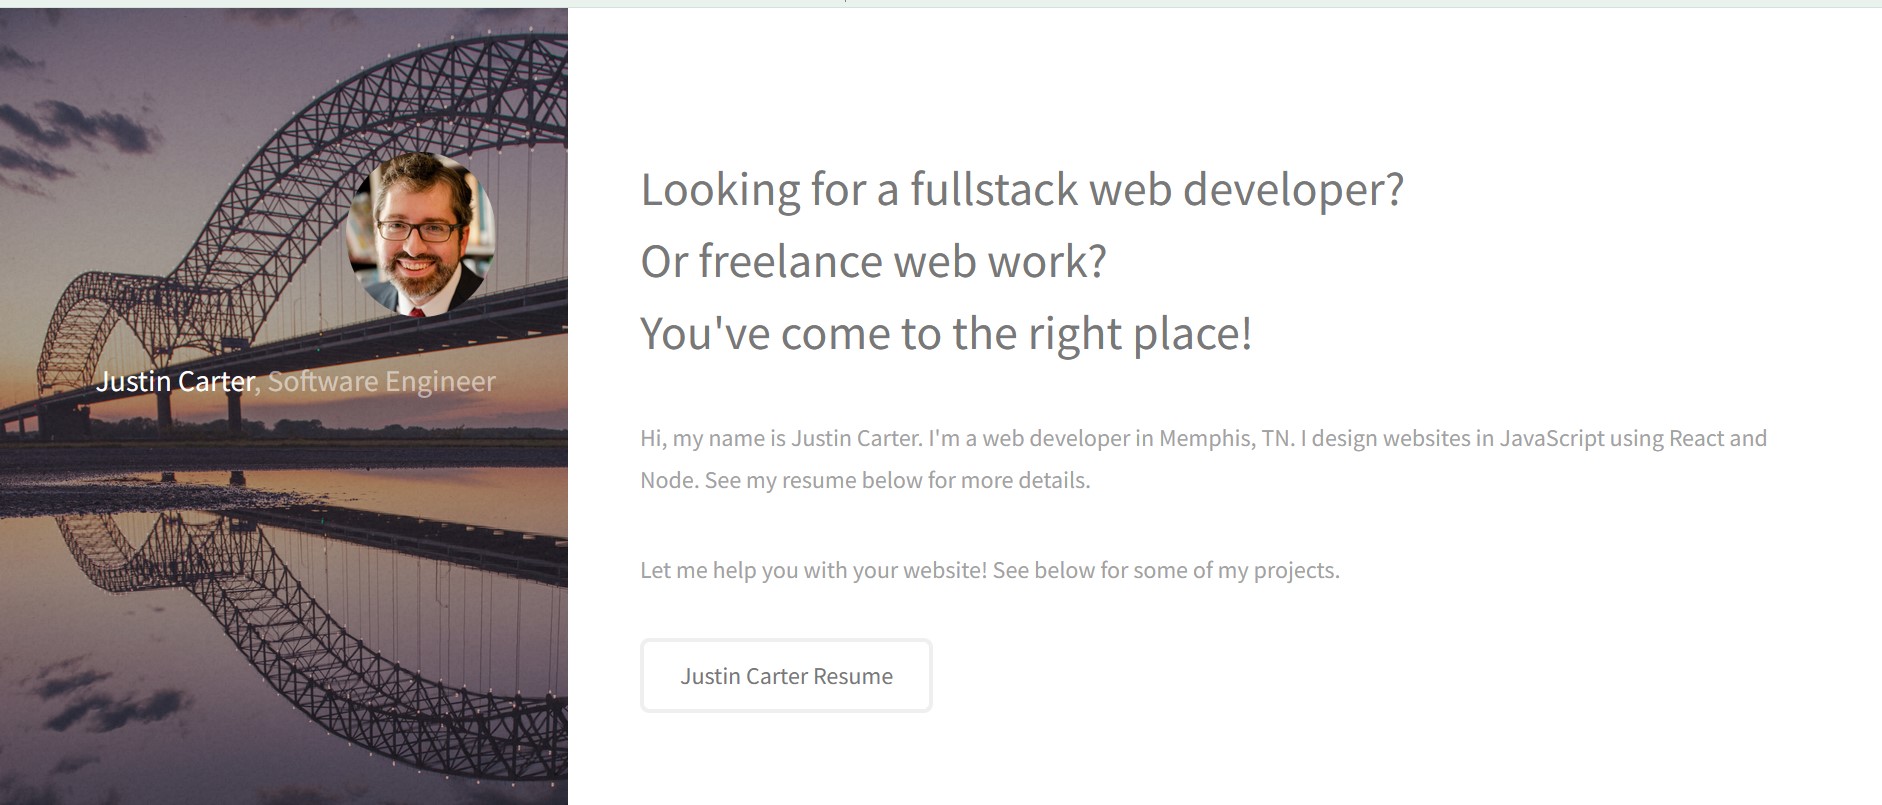 Justin Carter, Software Engineer
Looking for a fullstack web developer?
Or freelance web work?
You've come to the right place!
Hi, my name is Justin Carter. I'm a web developer in Memphis, TN. I design websites in JavaScript using React and
Node. See my resume below for more details.
Let me help you with your website! See below for some of my projects.
Justin Carter Resume